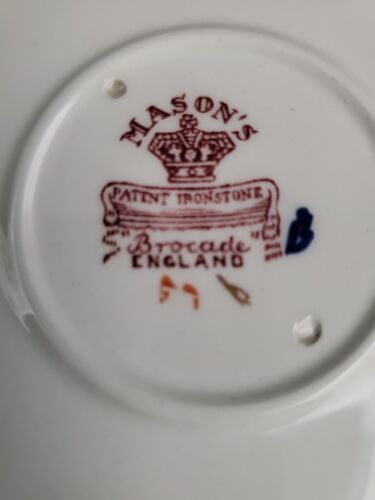 MASON'S
PATENT IRONSTONE
"Brocade"
ENGLAND
B